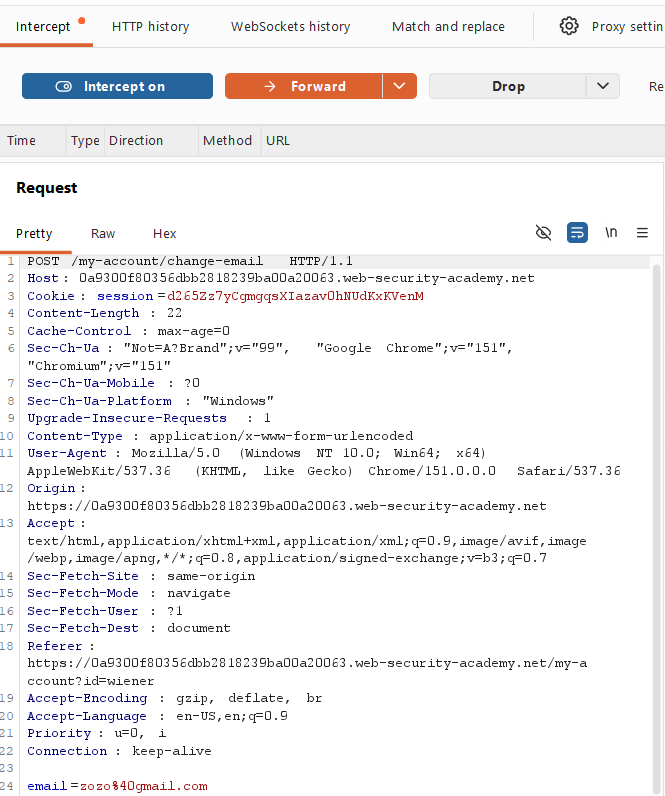 Intercept
HTTP history
WebSockets history
Match and replace
Proxy settin
Intercept on
Forward
Drop
Re
Time Type Direction Method URL
Request
Pretty Raw Hex
\n
1 POST /my-account/change-email HTTP/1.1
2 Host: 0a9300f80356dbb2818239ba00a20063.web-security-academy.net
3 Cookie: session=d265Zz7yCgmgqsXIazav0hNUdKxKVenM
4 Content-Length : 22
5 Cache-Control : max-age=0
6 Sec-Ch-Ua : "Not=A?Brand";v="99", "Google Chrome";v="151",
"Chromium";v="151"
7 Sec-Ch-Ua-Mobile : ?0
8 Sec-Ch-Ua-Platform : "Windows"
9 Upgrade-Insecure-Requests : 1
10 Content-Type : application/x-www-form-urlencoded
11 User-Agent : Mozilla/5.0 (Windows NT 10.0; Win64; x64)
AppleWebKit/537.36 (KHTML, like Gecko) Chrome/151.0.0.0 Safari/537.36
12 Origin :
https://0a9300f80356dbb2818239ba00a20063.web-security-academy.net
13 Accept :
text/html,application/xhtml+xml,application/xml;q=0.9,image/avif,image
/webp,image/apng,*/*;q=0.8,application/signed-exchange;v=b3;q=0.7
14 Sec-Fetch-Site : same-origin
15 Sec-Fetch-Mode : navigate
16 Sec-Fetch-User : ?1
17 Sec-Fetch-Dest : document
18 Referer :
https://0a9300f80356dbb2818239ba00a20063.web-security-academy.net/my-a
ccount?id=wiener
19 Accept-Encoding : gzip, deflate, br
20 Accept-Language : en-US,en;q=0.9
21 Priority : u=0, i
22 Connection : keep-alive
23
24 email=zozo%40gmail.com